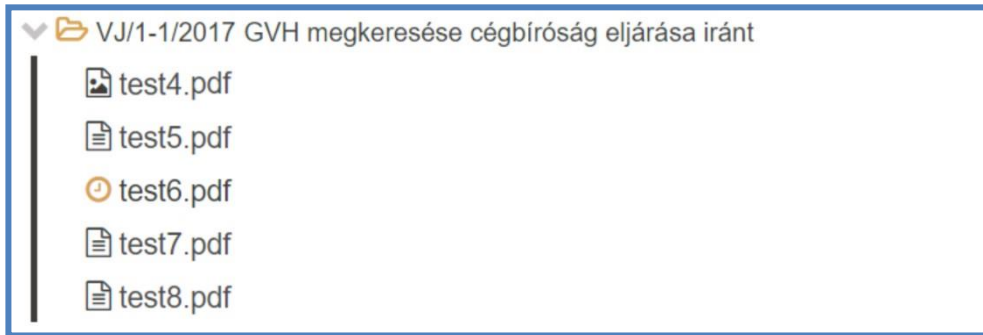 VJ/1-1/2017 GVH megkeresése cégbíróság eljárása iránt
test4.pdf
test5.pdf
test6.pdf
test7.pdf
test8.pdf